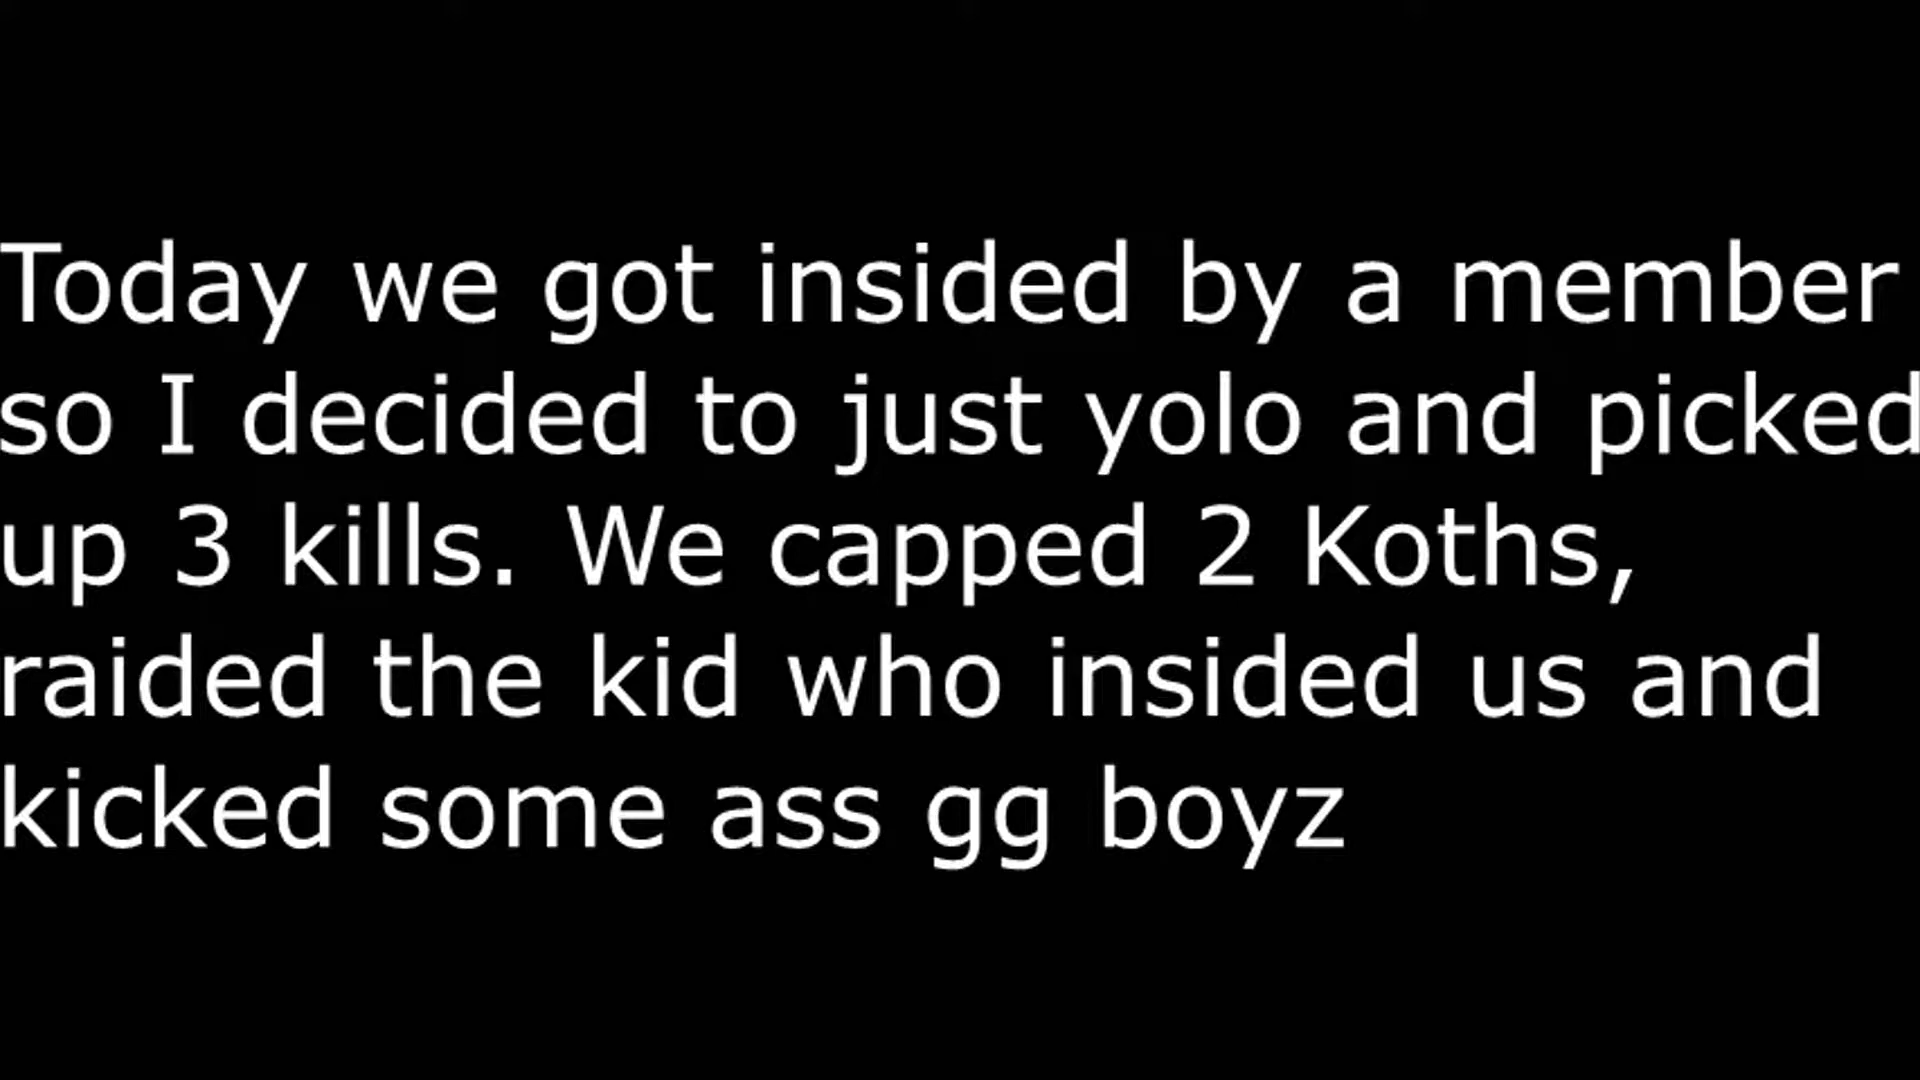 Today we got insided by a member
so I decided to just yolo and picked
up 3 kills. We capped 2 Koths,
raided the kid who insided us and
kicked some ass gg boyz